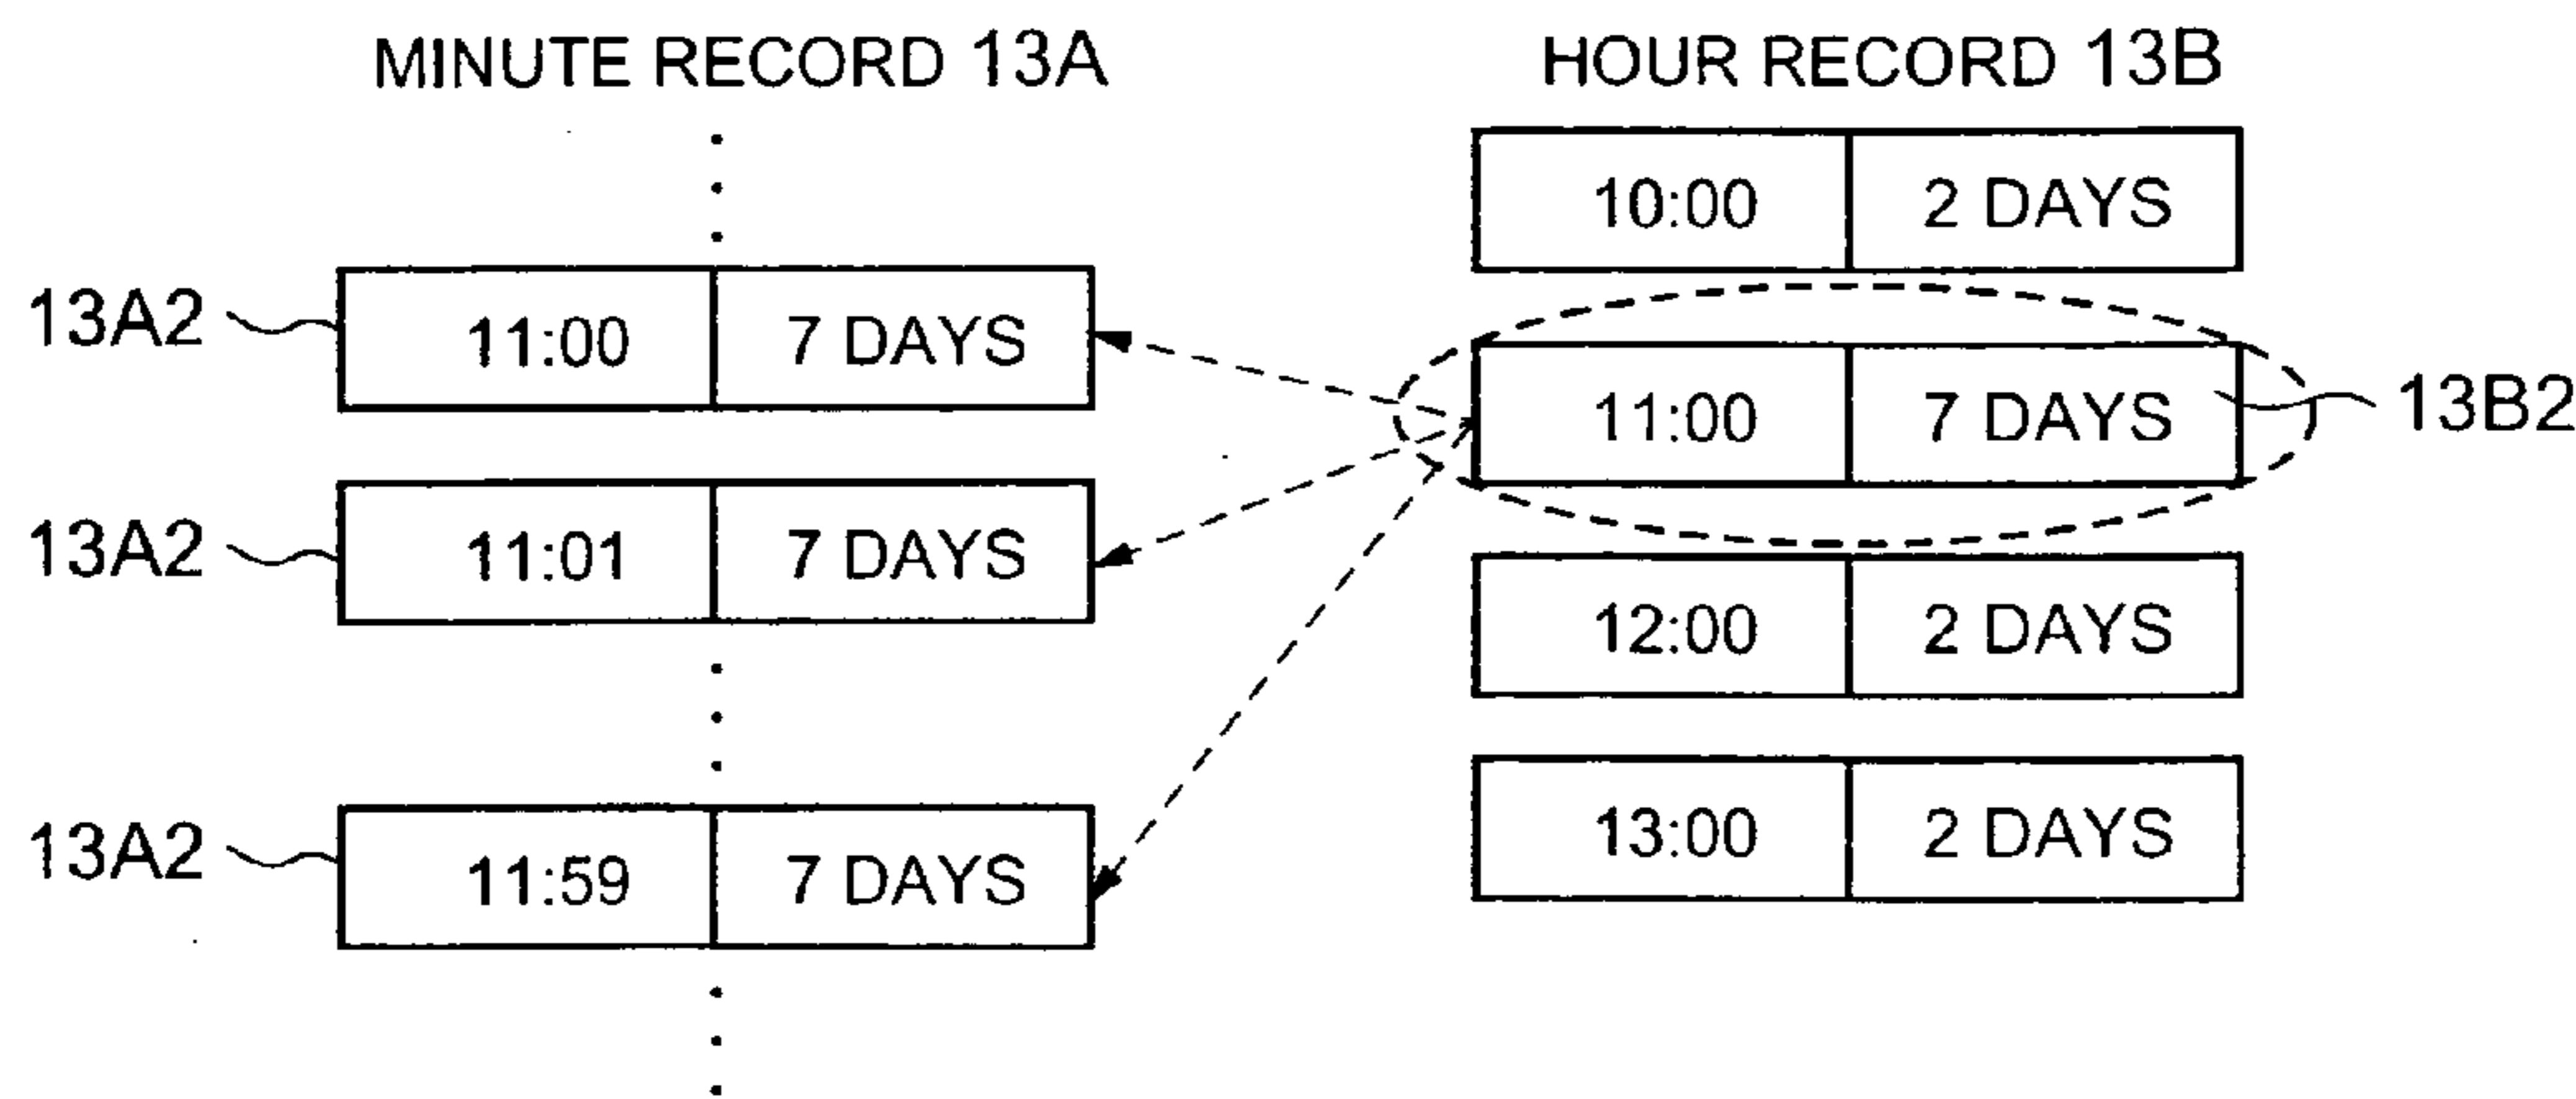 MINUTE RECORD 13A
13A2 11:00 7 DAYS
13A2 11:01 7 DAYS
13A2 11:59 7 DAYS
HOUR RECORD 13B
10:00 2 DAYS
11:00 7 DAYS 13B2
12:00 2 DAYS
13:00 2 DAYS